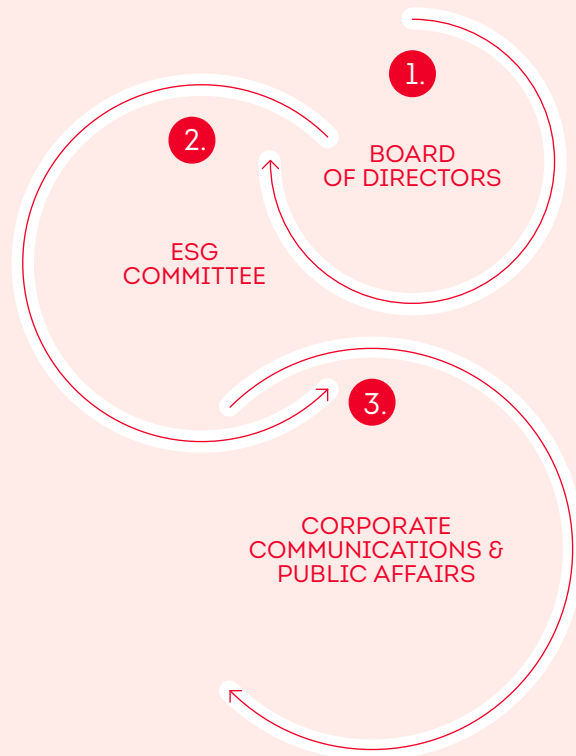 1.
BOARD
OF DIRECTORS
2.
ESG
COMMITTEE
3.
CORPORATE
COMMUNICATIONS &
PUBLIC AFFAIRS